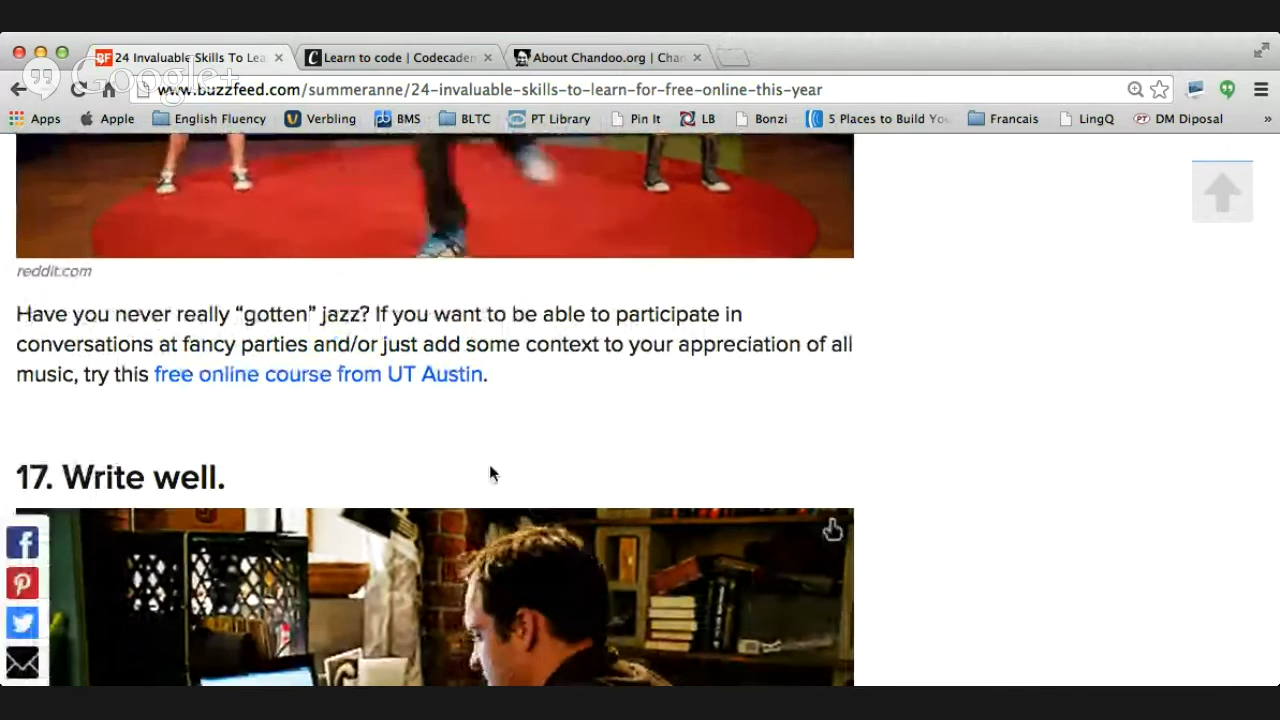 24 Invaluable Skills To Lea
Learn to code | Codecaden
About Chandoo.org | Chan
Google+
www.buzzfeed.com/summeranne/24-invaluable-skills-to-learn-for-free-online-this-year
Apps
Apple
English Fluency
Verbling
BMS
BLTC
PT Library
Pin It
LB
Bonzi
5 Places to Build Yo
Francais
LingQ
DM Diposal
»
reddit.com
Have you never really “gotten” jazz? If you want to be able to participate in
conversations at fancy parties and/or just add some context to your appreciation of all
music, try this free online course from UT Austin.
17. Write well.